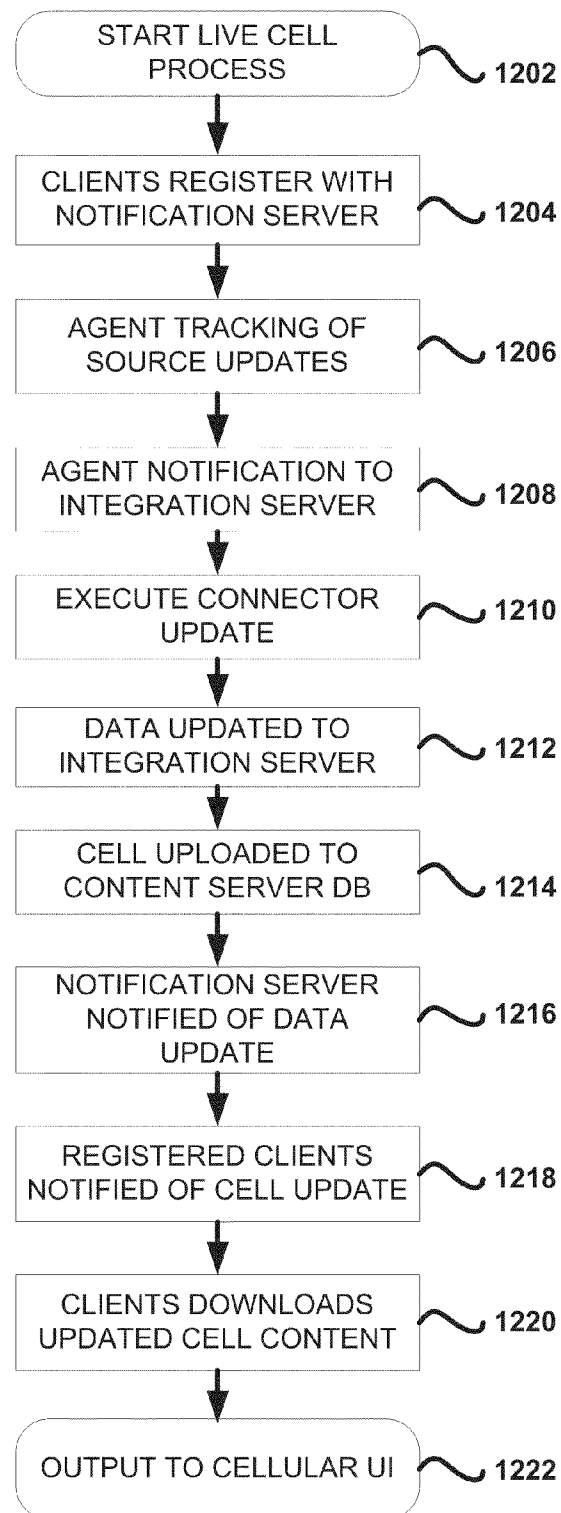 START LIVE CELL
PROCESS
1202
CLIENTS REGISTER WITH
NOTIFICATION SERVER
1204
AGENT TRACKING OF
SOURCE UPDATES
1206
AGENT NOTIFICATION TO
INTEGRATION SERVER
1208
EXECUTE CONNECTOR
UPDATE
1210
DATA UPDATED TO
INTEGRATION SERVER
1212
CELL UPLOADED TO
CONTENT SERVER DB
1214
NOTIFICATION SERVER
NOTIFIED OF DATA
UPDATE
1216
REGISTERED CLIENTS
NOTIFIED OF CELL UPDATE
1218
CLIENTS DOWNLOADS
UPDATED CELL CONTENT
1220
OUTPUT TO CELLULAR UI
1222